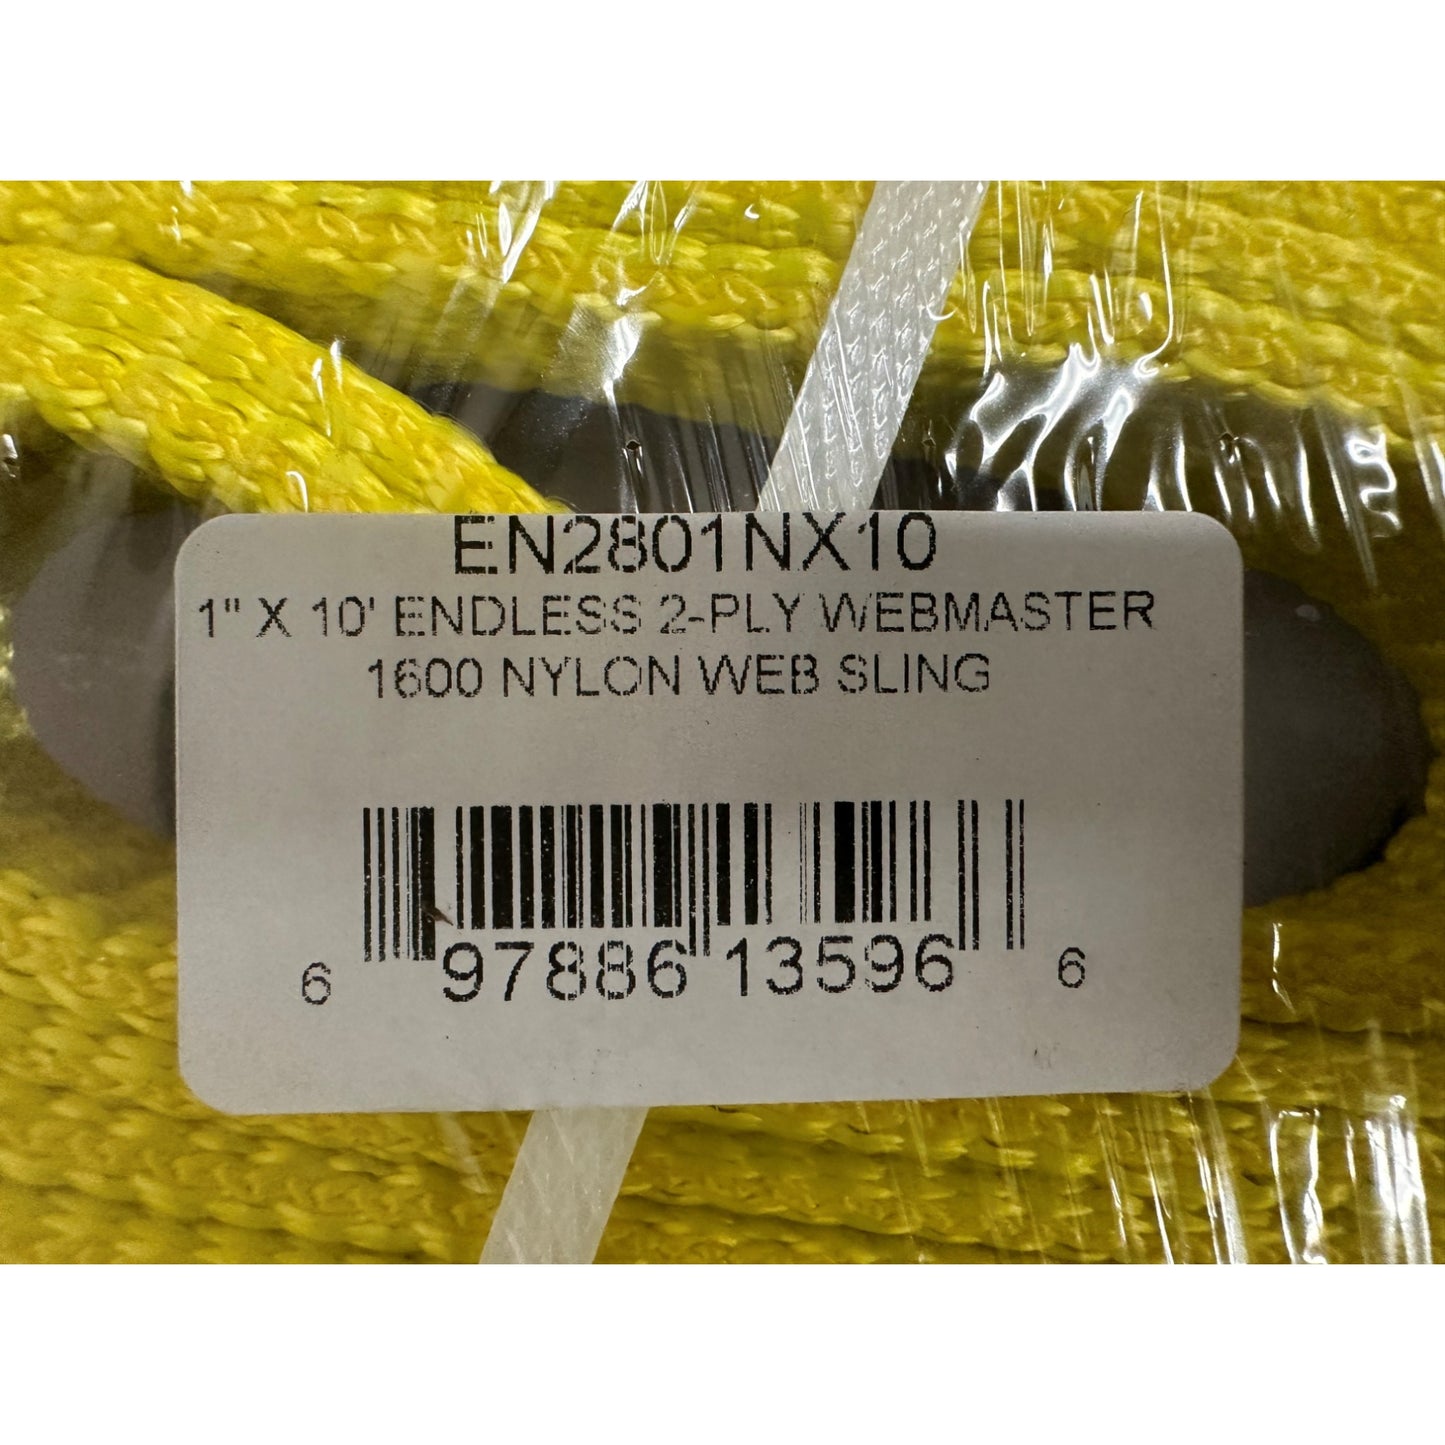 EN2801NX10
1" X 10' ENDLESS 2-PLY WEBMASTER
1600 NYLON WEB SLING
6 97886 13596 6